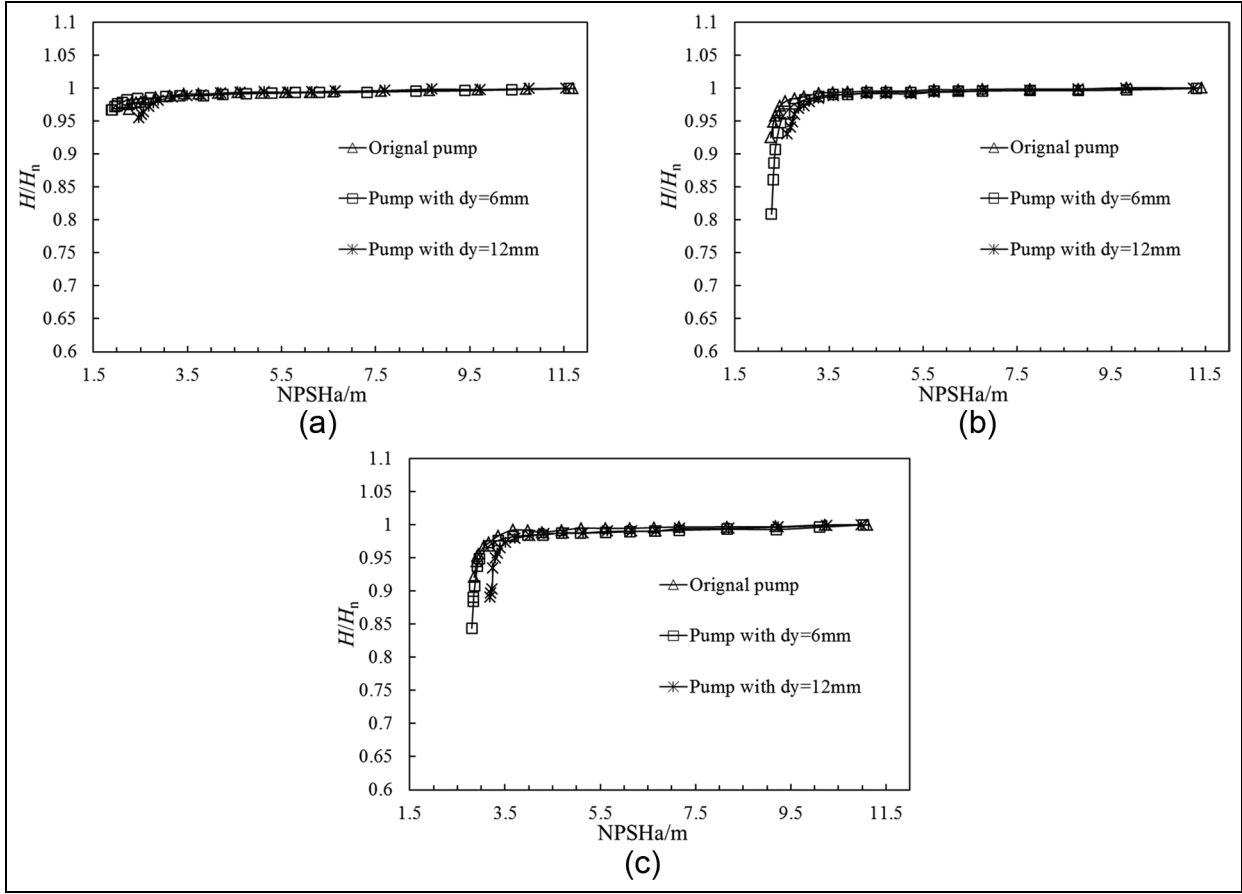 1.1
1.05
1
0.95
0.9
0.85
0.8
0.75
0.7
0.65
0.6
H/Hn
Orignal pump
Pump with dy=6mm
Pump with dy=12mm
1.5 3.5 5.5 7.5 9.5 11.5
NPSHa/m
(a)
1.1
1.05
1
0.95
0.9
0.85
0.8
0.75
0.7
0.65
0.6
H/Hn
Orignal pump
Pump with dy=6mm
Pump with dy=12mm
1.5 3.5 5.5 7.5 9.5 11.5
NPSHa/m
(b)
1.1
1.05
1
0.95
0.9
0.85
0.8
0.75
0.7
0.65
0.6
H/Hn
Orignal pump
Pump with dy=6mm
Pump with dy=12mm
1.5 3.5 5.5 7.5 9.5 11.5
NPSHa/m
(c)